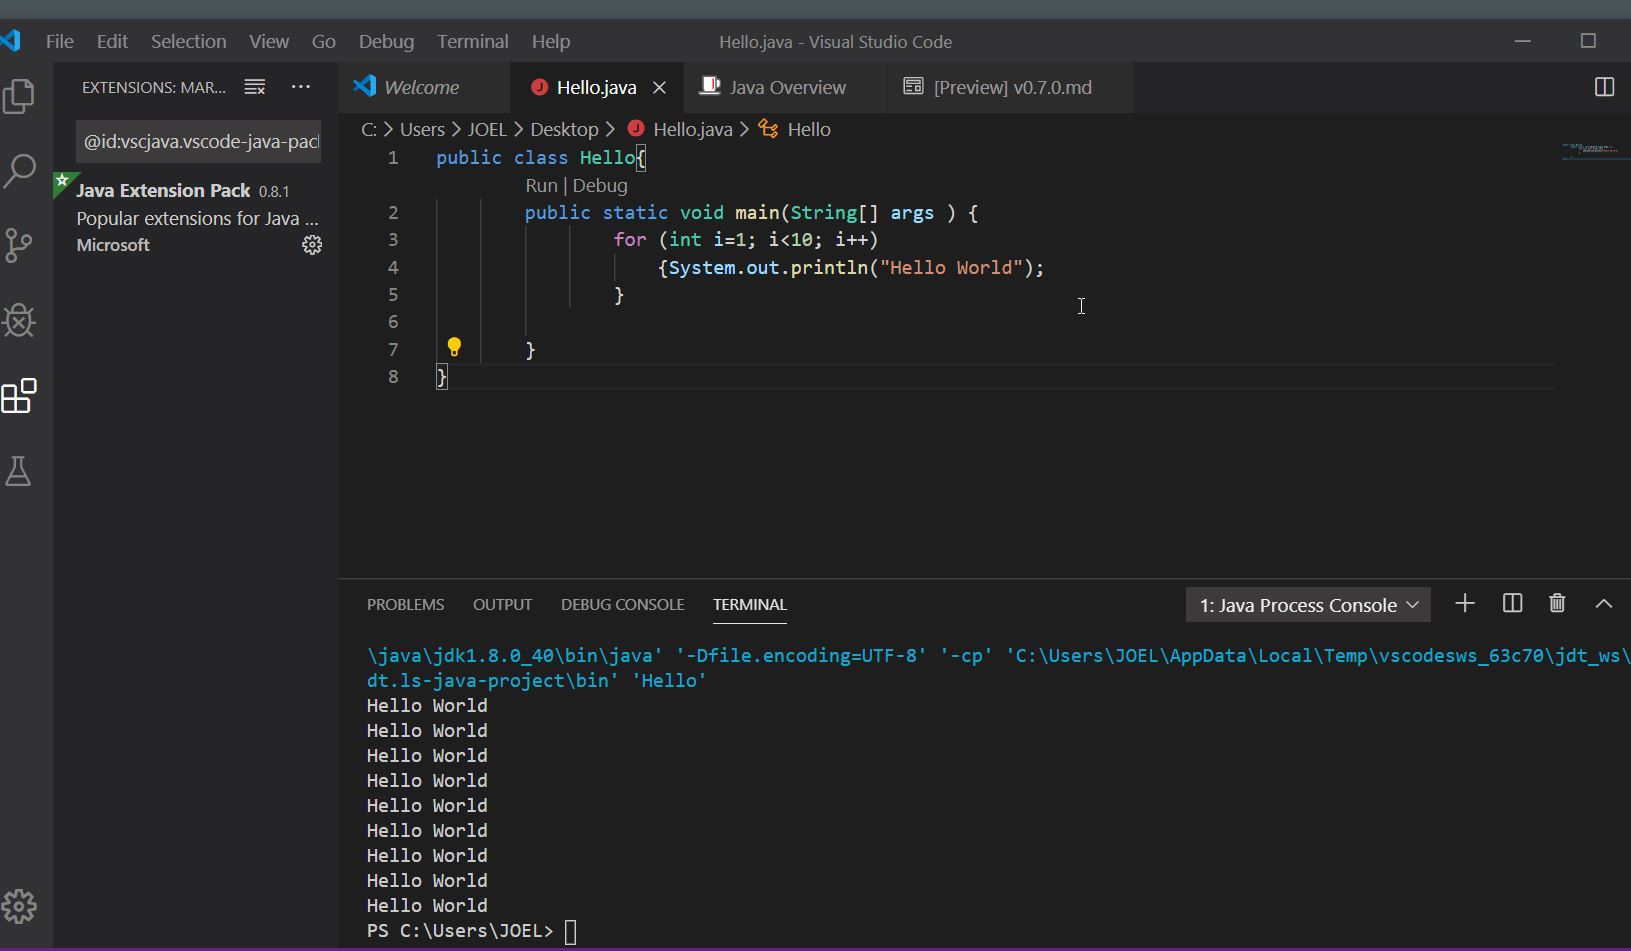 File Edit Selection View Go Debug Terminal Help Hello.java - Visual Studio Code
EXTENSIONS: MAR...
Welcome Hello.java Java Overview [Preview] v0.7.0.md
@id:vscjava.vscode-java-pac
Java Extension Pack 0.8.1
Popular extensions for Java ...
Microsoft
C: > Users > JOEL > Desktop > J Hello.java > Hello
1 public class Hello{
Run | Debug
2 public static void main(String[] args ) {
3 for (int i=1; i<10; i++)
4 {System.out.println("Hello World");
5 }
6
7 }
8 }
PROBLEMS OUTPUT DEBUG CONSOLE TERMINAL 1: Java Process Console
\java\jdk1.8.0_40\bin\java' '-Dfile.encoding=UTF-8' '-cp' 'C:\Users\JOEL\AppData\Local\Temp\vscodesws_63c70\jdt_ws\
dt.ls-java-project\bin' 'Hello'
Hello World
Hello World
Hello World
Hello World
Hello World
Hello World
Hello World
Hello World
Hello World
PS C:\Users\JOEL>